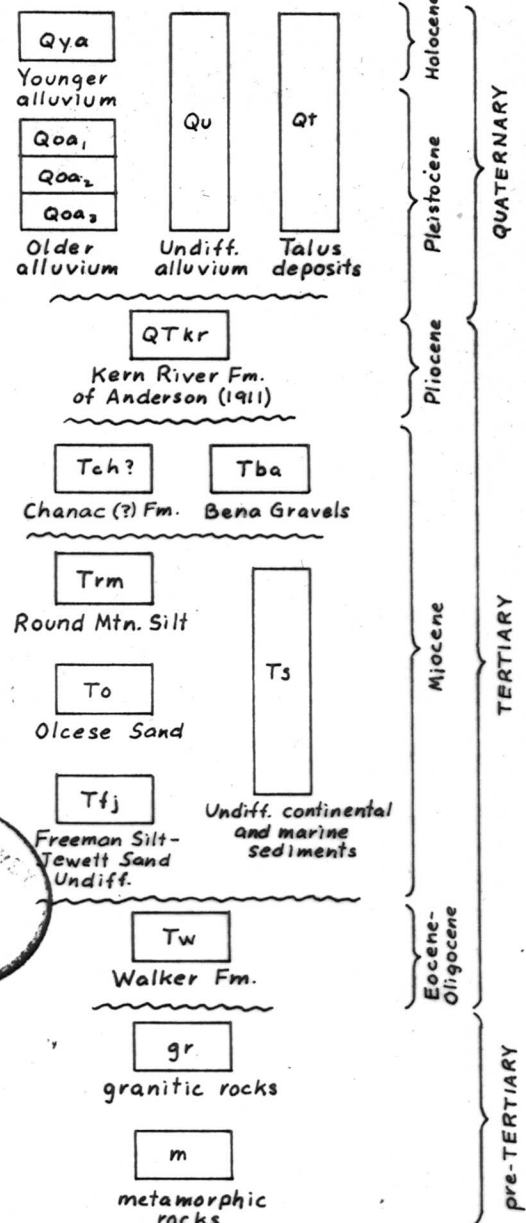 Qya
Younger
alluvium
Qoa₁
Qoa₂
Qoa₃
Older
alluvium
Qu
Undiff.
alluvium
Qt
Talus
deposits
QTkr
Kern River Fm.
of Anderson (1911)
Tch?
Chanac (?) Fm.
Tba
Bena Gravels
Trm
Round Mtn. Silt
To
Olcese Sand
Tfj
Freeman Silt-
Jewett Sand
Undiff.
Ts
Undiff. continental
and marine
sediments
Tw
Walker Fm.
gr
granitic rocks
m
metamorphic
rocks
Holocene
Pleistocene
Pliocene
Miocene
Eocene-
Oligocene
QUATERNARY
TERTIARY
pre-TERTIARY